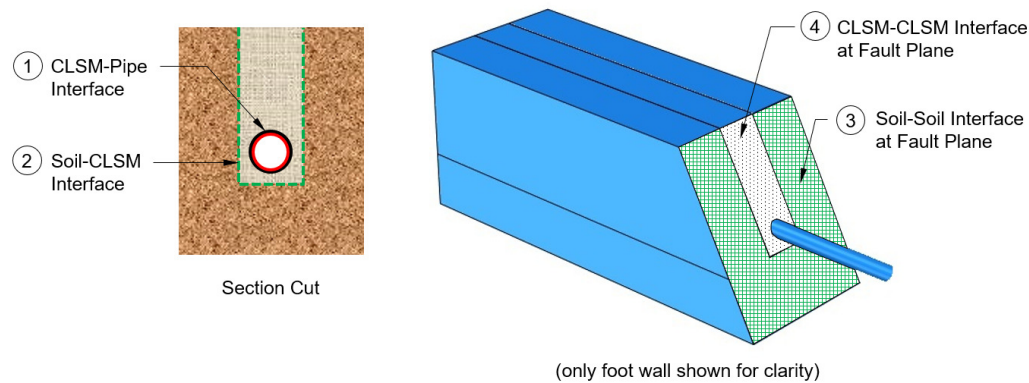 1 CLSM-Pipe
Interface
2 Soil-CLSM
Interface
Section Cut
4 CLSM-CLSM Interface
at Fault Plane
3 Soil-Soil Interface
at Fault Plane
(only foot wall shown for clarity)